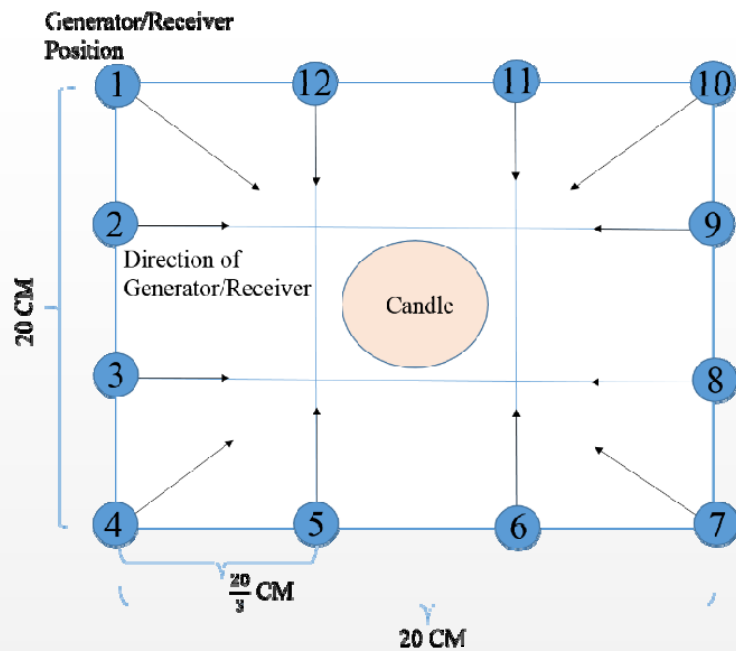 Generator/Receiver
Position
1
12
11
10
2
9
Direction of
Generator/Receiver
Candle
20 CM
3
8
4
5
6
7
20/3 CM
20 CM